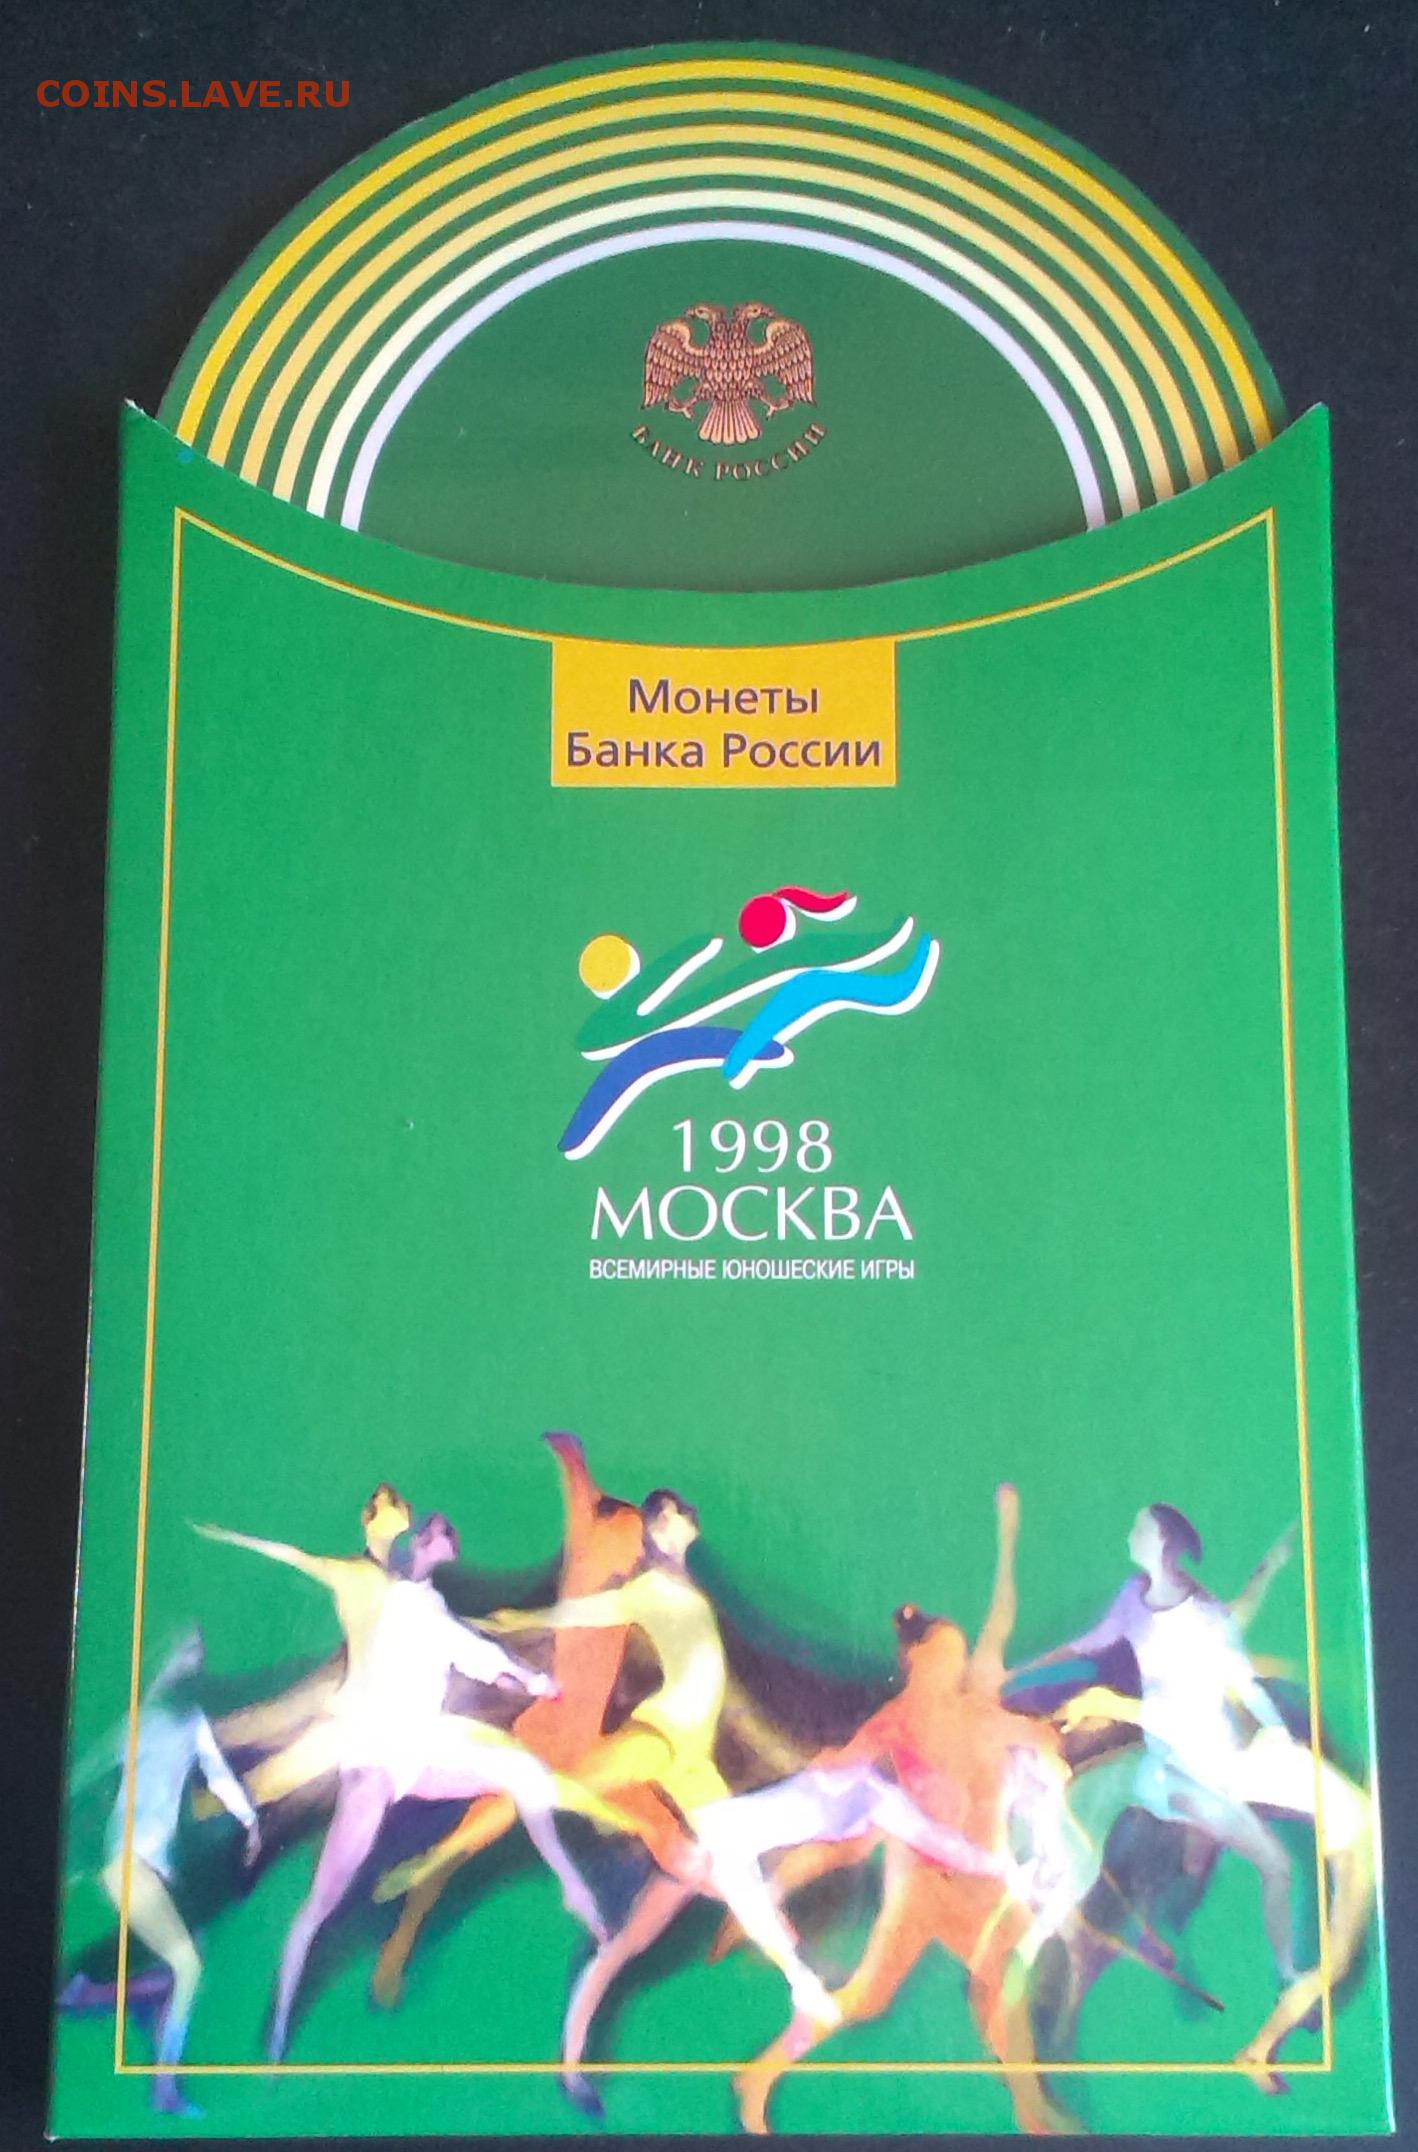 COINS.LAVE.RU
БАНК РОССИИ
Монеты
Банка России
1998
МОСКВА
ВСЕМИРНЫЕ ЮНОШЕСКИЕ ИГРЫ